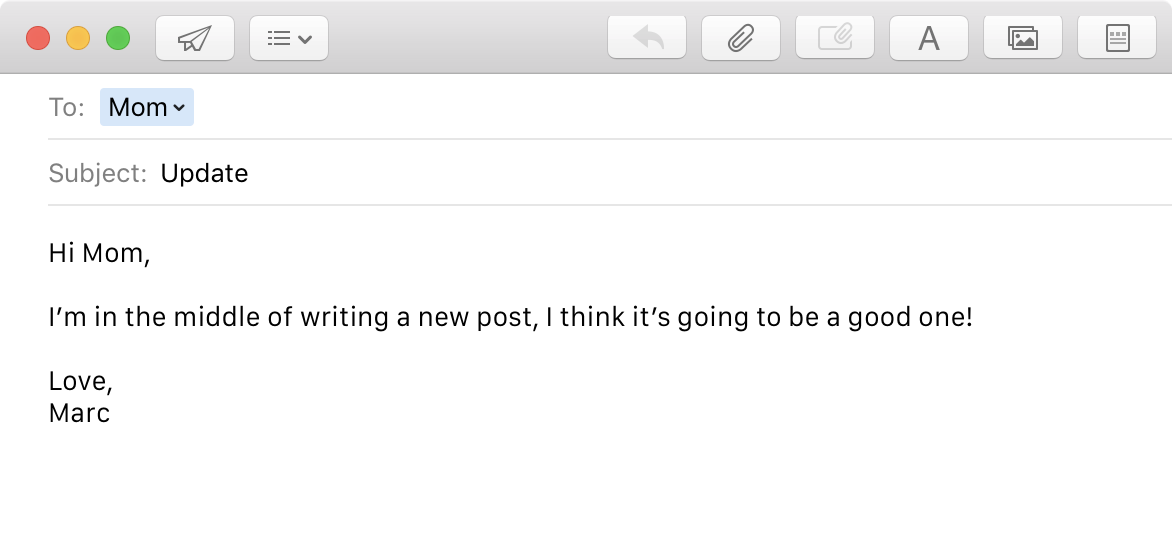 To: Mom
Subject: Update
Hi Mom,
I’m in the middle of writing a new post, I think it’s going to be a good one!
Love,
Marc